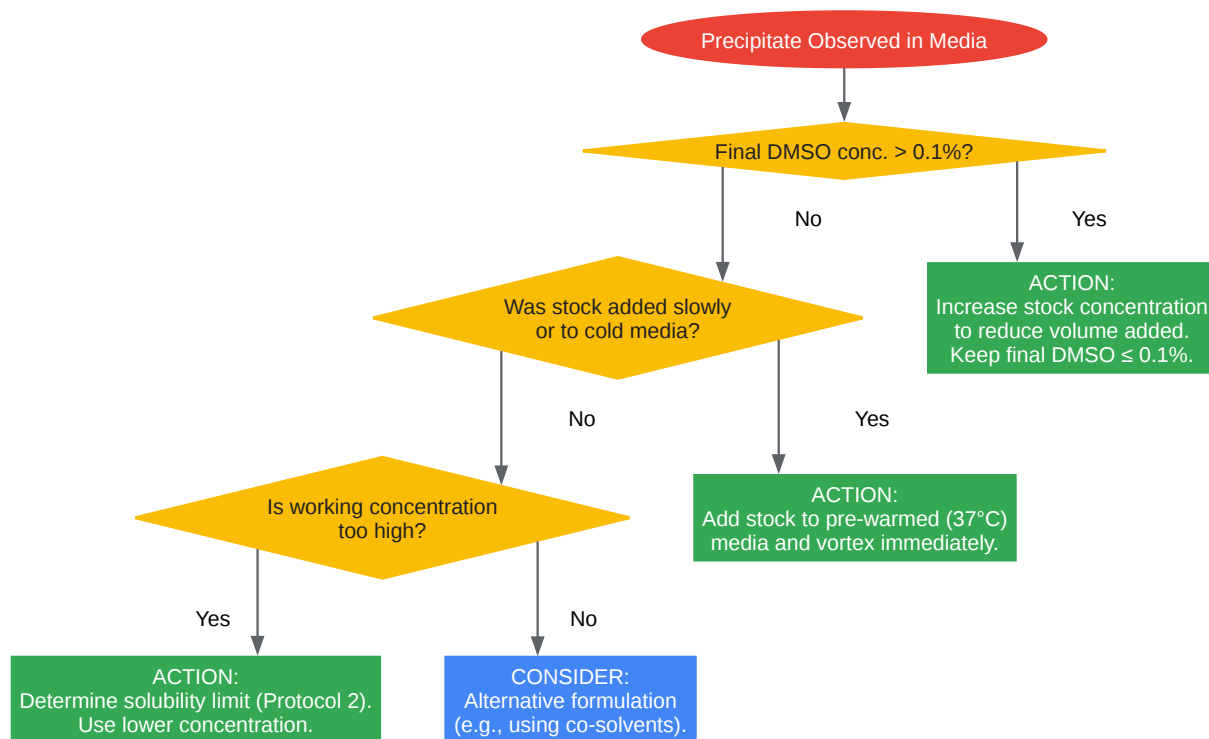 Precipitate Observed in Media
Final DMSO conc. > 0.1%?
No
Yes
ACTION:
Increase stock concentration
to reduce volume added.
Keep final DMSO ≤ 0.1%.
Was stock added slowly
or to cold media?
No
Yes
ACTION:
Add stock to pre-warmed (37°C)
media and vortex immediately.
Is working concentration
too high?
Yes
No
ACTION:
Determine solubility limit (Protocol 2).
Use lower concentration.
CONSIDER:
Alternative formulation
(e.g., using co-solvents).